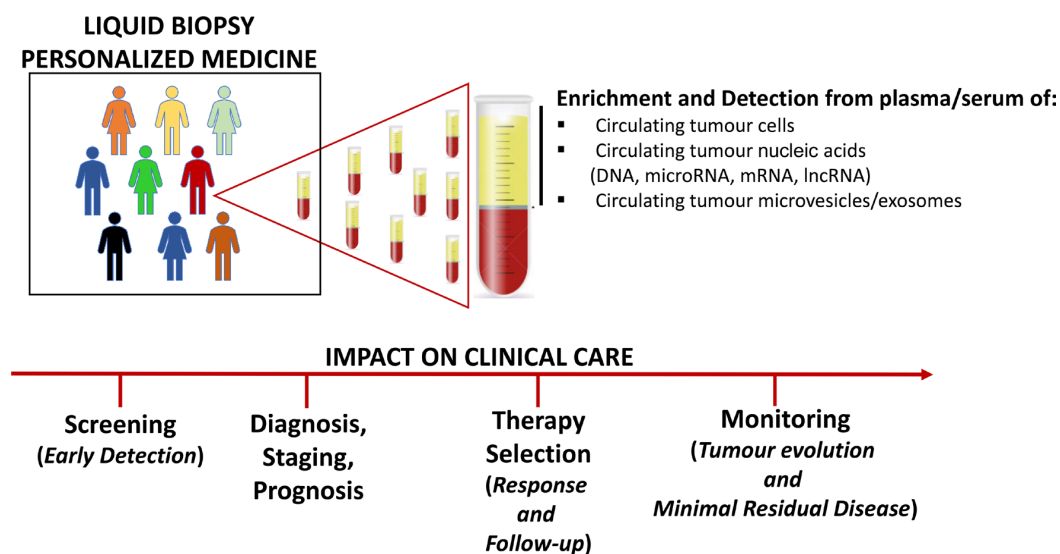 LIQUID BIOPSY
PERSONALIZED MEDICINE
Enrichment and Detection from plasma/serum of:
▪ Circulating tumour cells
▪ Circulating tumour nucleic acids
(DNA, microRNA, mRNA, lncRNA)
▪ Circulating tumour microvesicles/exosomes
IMPACT ON CLINICAL CARE
Screening
(Early Detection)
Diagnosis,
Staging,
Prognosis
Therapy
Selection
(Response
and
Follow-up)
Monitoring
(Tumour evolution
and
Minimal Residual Disease)